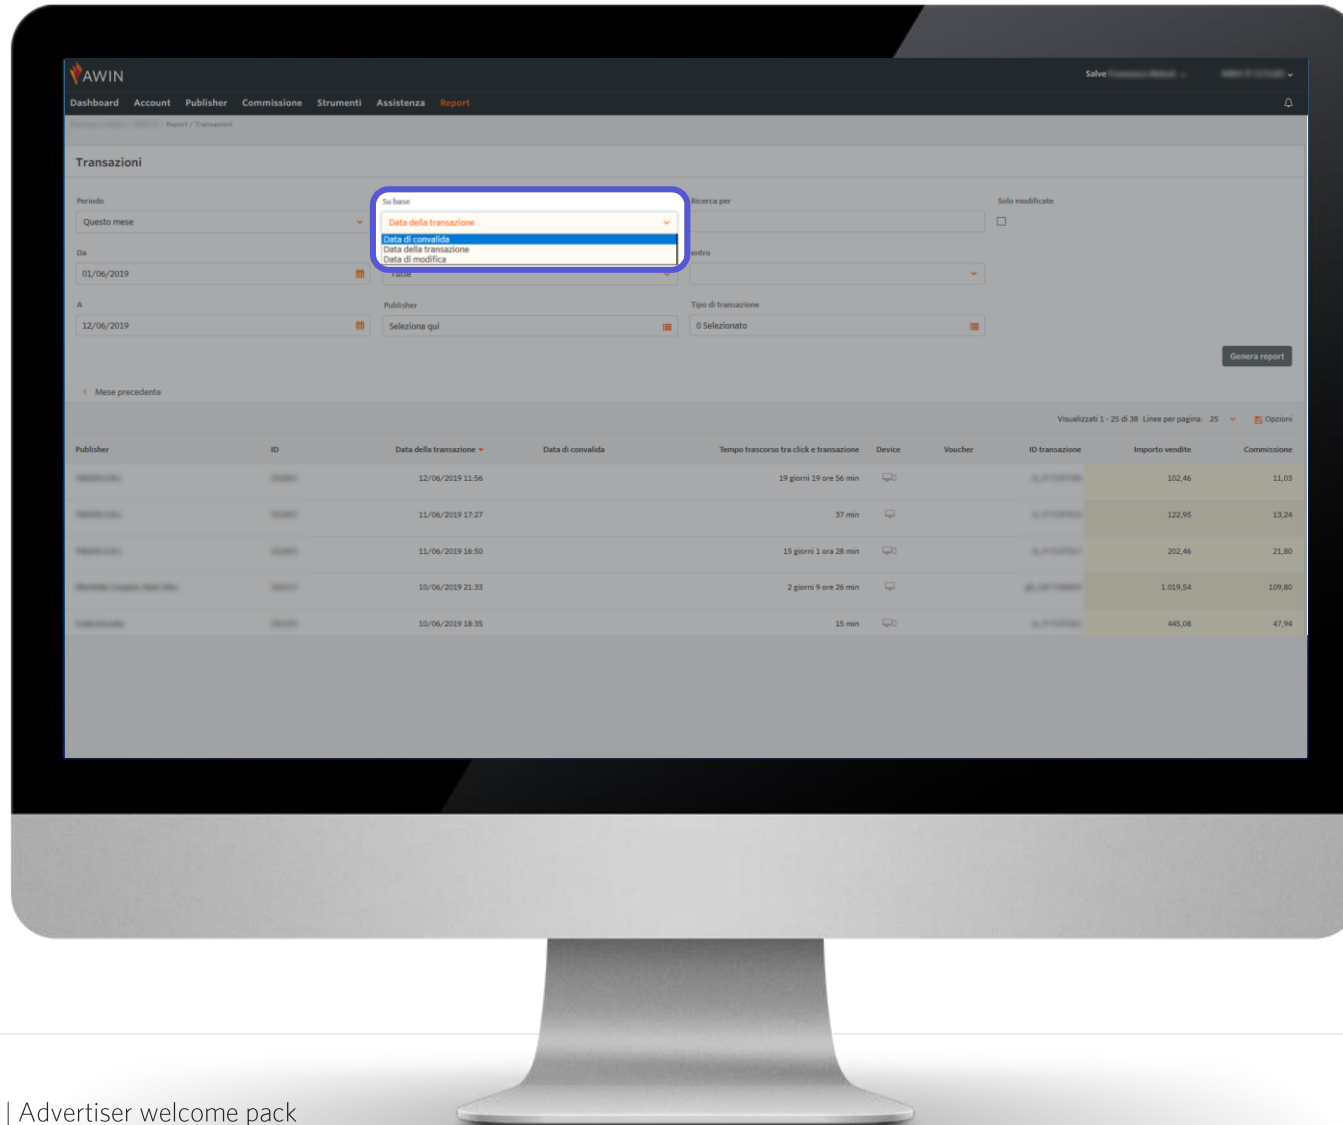 AWIN
Salve
Dashboard Account Publisher Commissione Strumenti Assistenza Report
Report / Transazioni
Transazioni
Periodo Su base Ricerca per Solo modificate
Questo mese Data della transazione
Data di convalida
Data della transazione
Data di modifica
Da entro
01/06/2019 Tutte
A Publisher Tipo di transazione
12/06/2019 Seleziona qui 0 Selezionato
Genera report
Mese precedente
Visualizzati 1 - 25 di 38 Linee per pagina: 25 Opzioni
Publisher ID Data della transazione Data di convalida Tempo trascorso tra click e transazione Device Voucher ID transazione Importo vendite Commissione
12/06/2019 11:56 19 giorni 19 ore 56 min 102,46 11,03
11/06/2019 17:27 37 min 122,95 13,24
11/06/2019 16:50 15 giorni 1 ora 28 min 202,46 21,80
10/06/2019 21:33 2 giorni 9 ore 26 min 1.019,54 109,80
10/06/2019 18:35 15 min 445,08 47,94
| Advertiser welcome pack